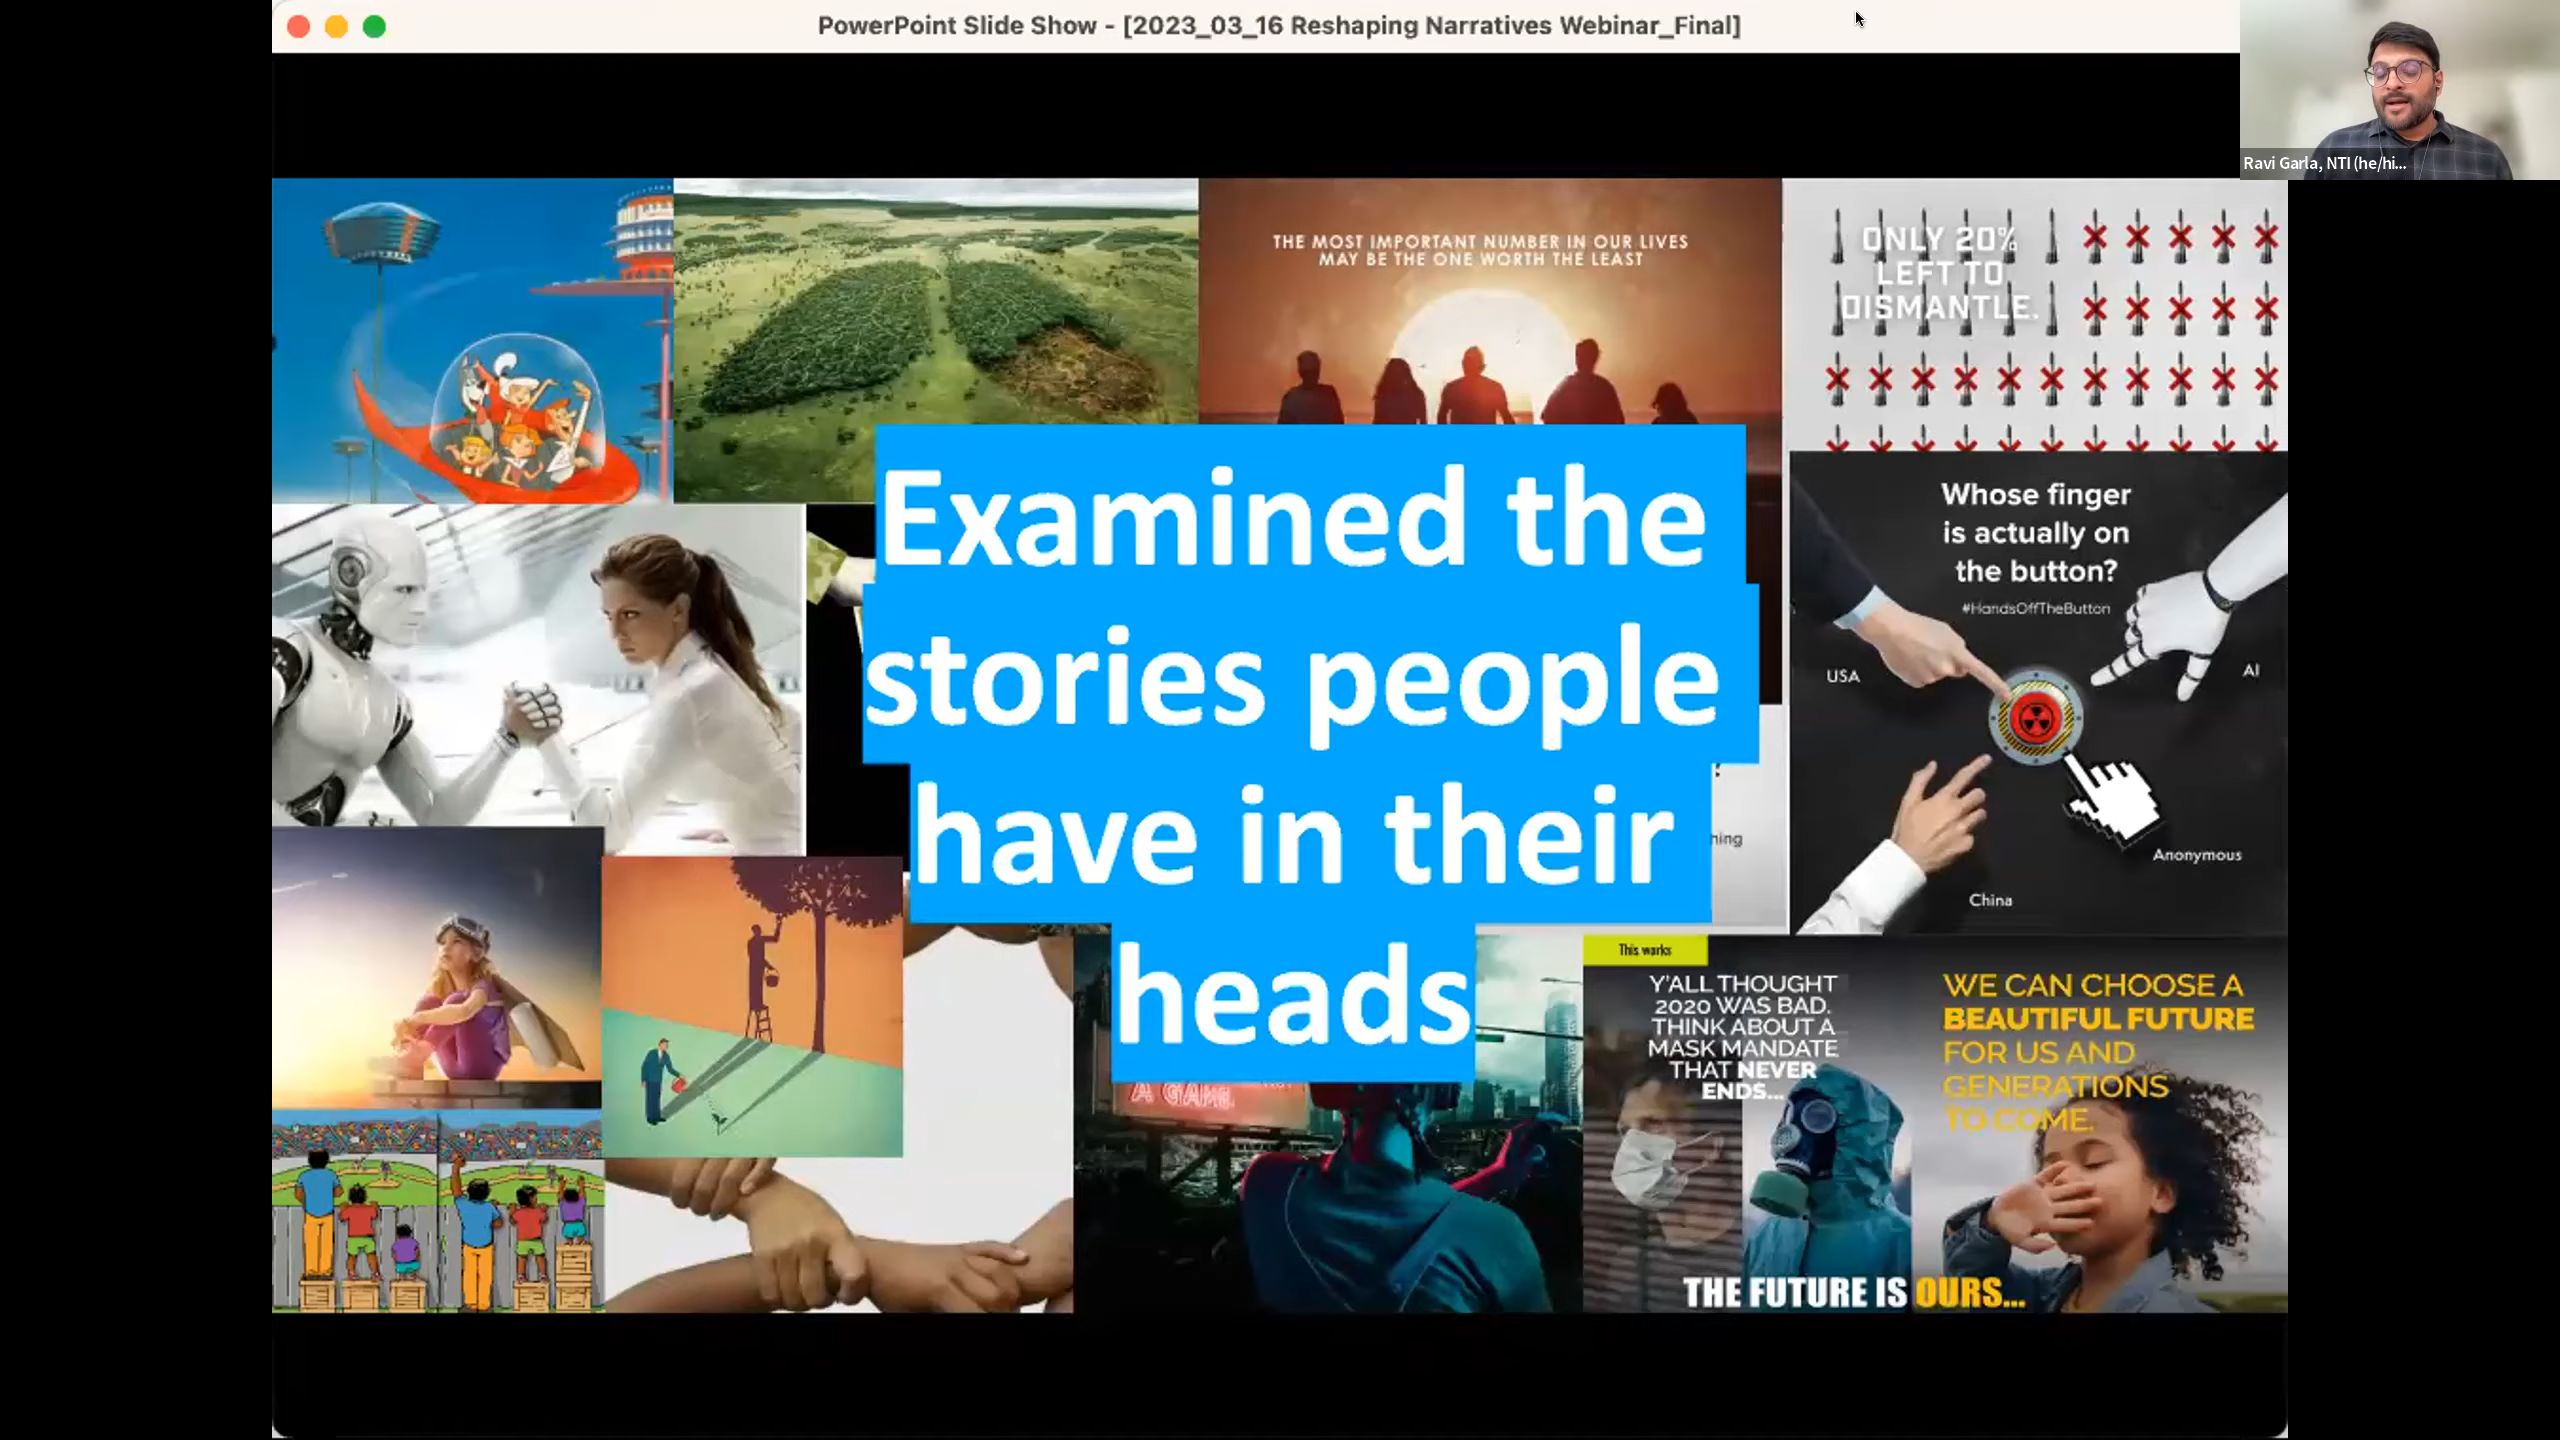 PowerPoint Slide Show - [2023_03_16 Reshaping Narratives Webinar_Final]
Ravi Garla, NTI (he/hi...
THE MOST IMPORTANT NUMBER IN OUR LIVES
MAY BE THE ONE WORTH THE LEAST
ONLY 20%
LEFT TO
DISMANTLE.
Examined the
stories people
have in their
heads
Whose finger
is actually on
the button?
#HandsOffTheButton
USA
AI
Anonymous
China
?
hing
A GAME.
This works
Y'ALL THOUGHT
2020 WAS BAD.
THINK ABOUT A
MASK MANDATE
THAT NEVER
ENDS...
WE CAN CHOOSE A
BEAUTIFUL FUTURE
FOR US AND
GENERATIONS
TO COME.
THE FUTURE IS OURS...